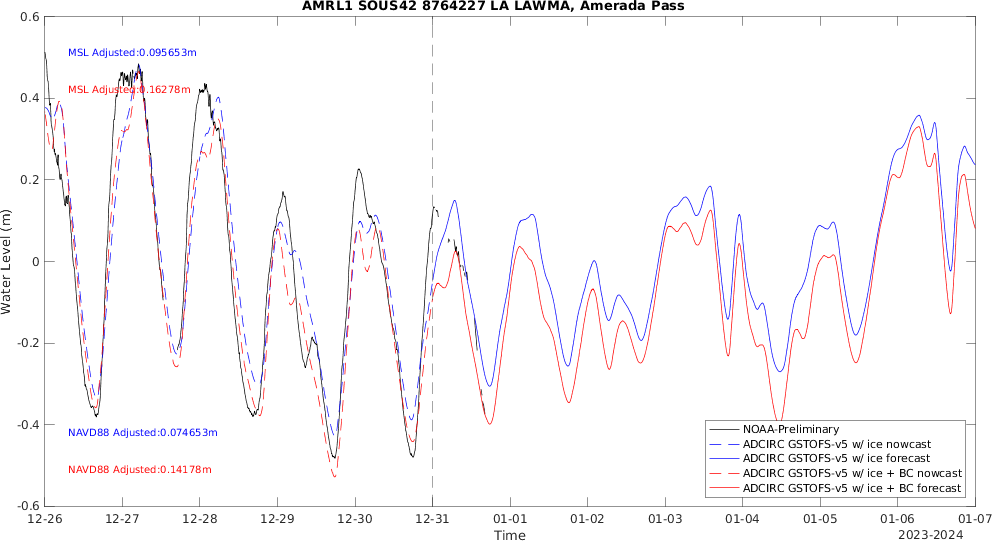 AMRL1 SOUS42 8764227 LA LAWMA, Amerada Pass
0.6
0.4
0.2
0
-0.2
-0.4
-0.6
Water Level (m)
MSL Adjusted:0.095653m
MSL Adjusted:0.16278m
NAVD88 Adjusted:0.074653m
NAVD88 Adjusted:0.14178m
NOAA-Preliminary
ADCIRC GSTOFS-v5 w/ ice nowcast
ADCIRC GSTOFS-v5 w/ ice forecast
ADCIRC GSTOFS-v5 w/ ice + BC nowcast
ADCIRC GSTOFS-v5 w/ ice + BC forecast
12-26 12-27 12-28 12-29 12-30 12-31 01-01 01-02 01-03 01-04 01-05 01-06 01-07
Time
2023-2024